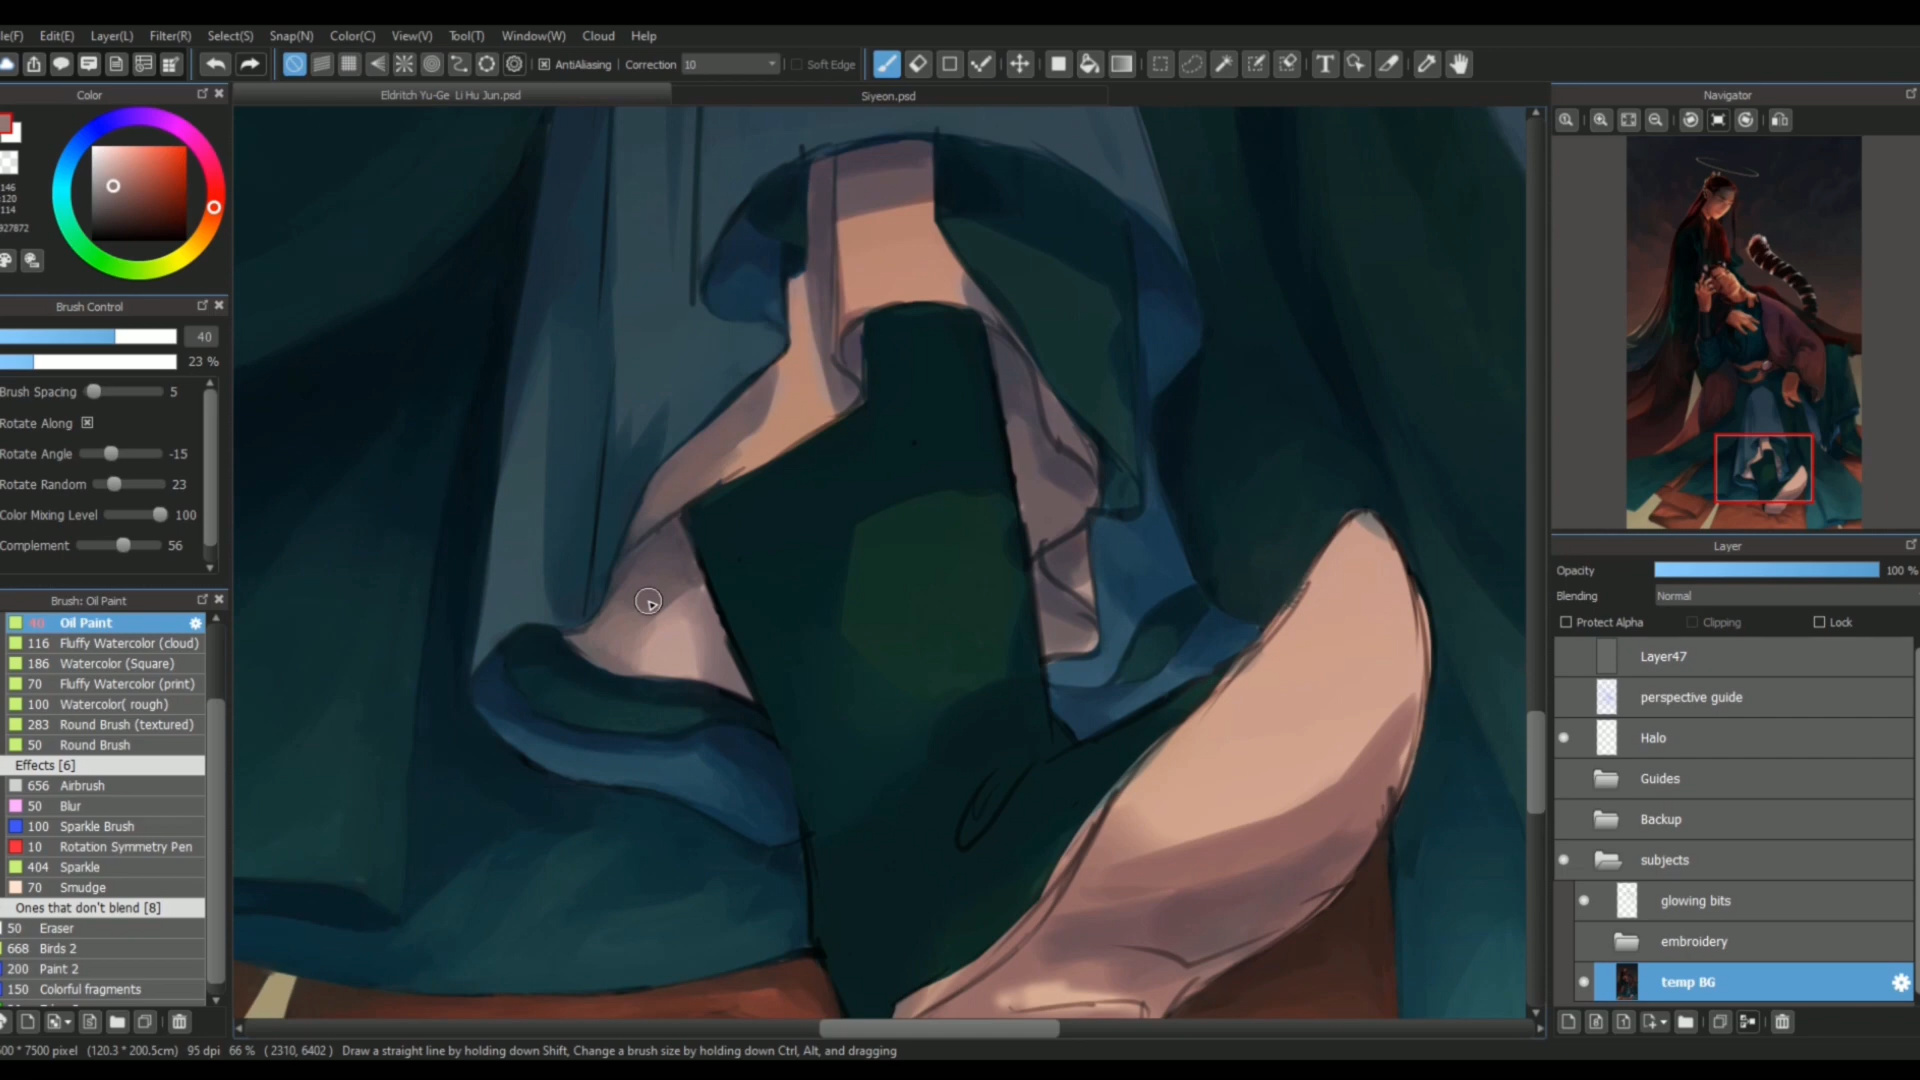 le(F) Edit(E) Layer(L) Filter(R) Select(S) Snap(N) Color(C) View(V) Tool(T) Window(W) Cloud Help
AntiAliasing Correction 10 Soft Edge
Color
Eldritch Yu-Ge Li Hu Jun.psd Siyeon.psd
Navigator
146
:120
114
927872
Brush Control
40
23 %
Brush Spacing 5
Rotate Along
Rotate Angle -15
Rotate Random 23
Color Mixing Level 100
Complement 56
Brush: Oil Paint
40 Oil Paint
116 Fluffy Watercolor (cloud)
186 Watercolor (Square)
70 Fluffy Watercolor (print)
100 Watercolor( rough)
283 Round Brush (textured)
50 Round Brush
Effects [6]
656 Airbrush
50 Blur
100 Sparkle Brush
10 Rotation Symmetry Pen
404 Sparkle
70 Smudge
Ones that don't blend [8]
50 Eraser
668 Birds 2
200 Paint 2
150 Colorful fragments
Layer
Opacity 100 %
Blending Normal
Protect Alpha Clipping Lock
Layer47
perspective guide
Halo
Guides
Backup
subjects
glowing bits
embroidery
temp BG
00 * 7500 pixel (120.3 * 200.5cm) 95 dpi 66 % ( 2310, 6402 ) Draw a straight line by holding down Shift, Change a brush size by holding down Ctrl, Alt, and dragging